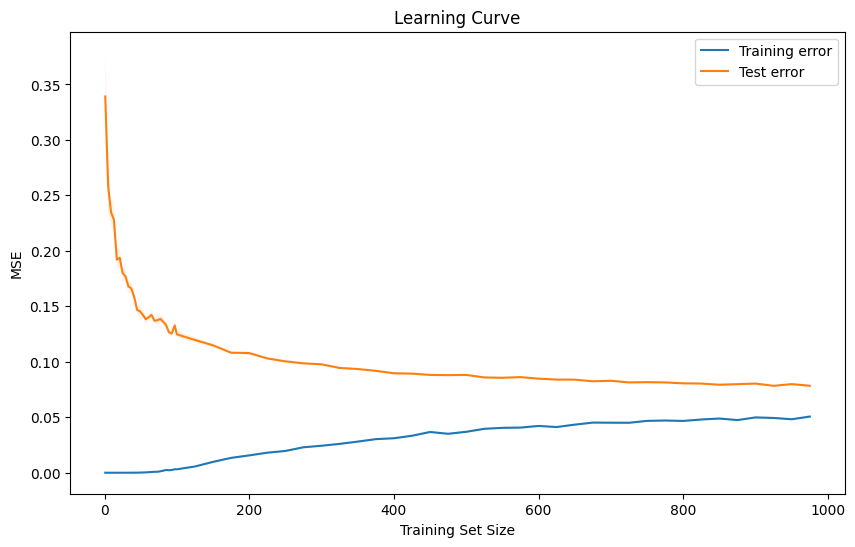 Learning Curve
Training error
Test error
MSE
0.35
0.30
0.25
0.20
0.15
0.10
0.05
0.00
0 200 400 600 800 1000
Training Set Size